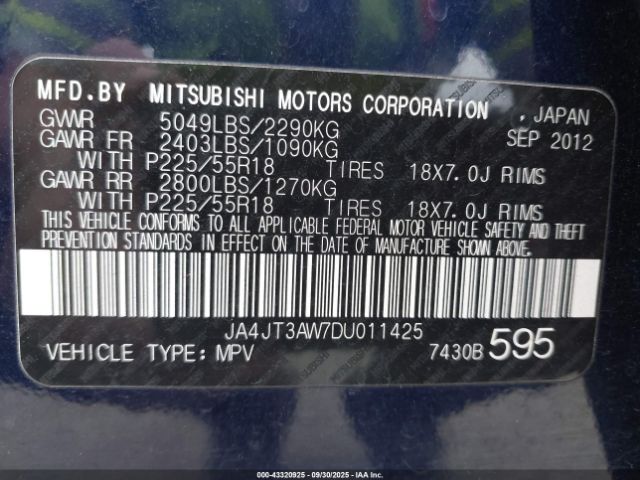 MFD.BY MITSUBISHI MOTORS CORPORATION , JAPAN
GVWR 5049LBS/2290KG SEP 2012
GAWR FR 2403LBS/1090KG
WITH P225/55R18 TIRES 18X7.0J RIMS
GAWR RR 2800LBS/1270KG
WITH P225/55R18 TIRES 18X7.0J RIMS
THIS VEHICLE CONFORMS TO ALL APPLICABLE FEDERAL MOTOR VEHICLE SAFETY AND THEFT
PREVENTION STANDARDS IN EFFECT ON THE DATE OF MANUFACTURE SHOWN ABOVE.
JA4JT3AW7DU011425
VEHICLE TYPE: MPV 7430B 595
000-43320925 - 09/30/2025 - IAA Inc.